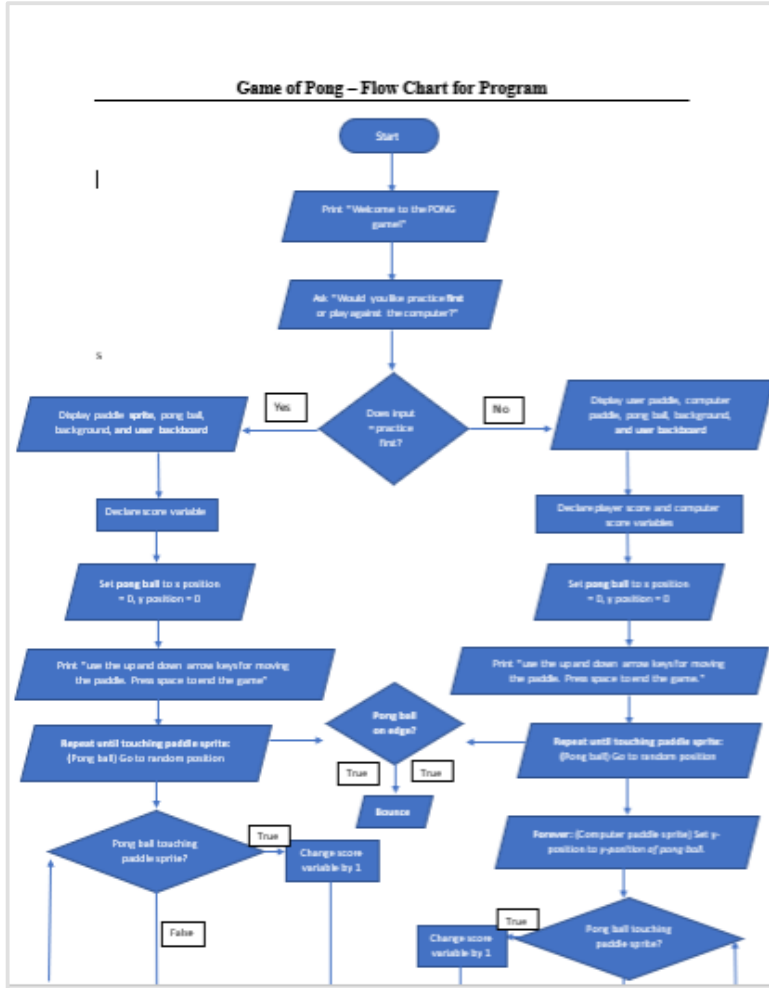 Game of Pong – Flow Chart for Program
Start
Print "Welcome to the PONG
game!"
Ask "Would you like practice first
or play against the computer?"
s
Does input
= practice
first?
Yes
No
Display paddle sprite, pong ball,
background, and user backboard
Declare score variable
Set pong ball to x position
= 0, y position = 0
Print "use the up and down arrow keys for moving
the paddle. Press space to end the game"
Repeat until touching paddle sprite:
(Pong ball) Go to random position
Pong ball touching
paddle sprite?
True
Change score
variable by 1
False
Pong ball
on edge?
True
True
Bounce
Display user paddle, computer
paddle, pong ball, background,
and user backboard
Declare player score and computer
score variables
Set pong ball to x position
= 0, y position = 0
Print "use the up and down arrow keys for moving
the paddle. Press space to end the game."
Repeat until touching paddle sprite:
(Pong ball) Go to random position
Forever: (Computer paddle sprite) Set y-
position to y-position of pong-ball.
Pong ball touching
paddle sprite?
True
Change score
variable by 1